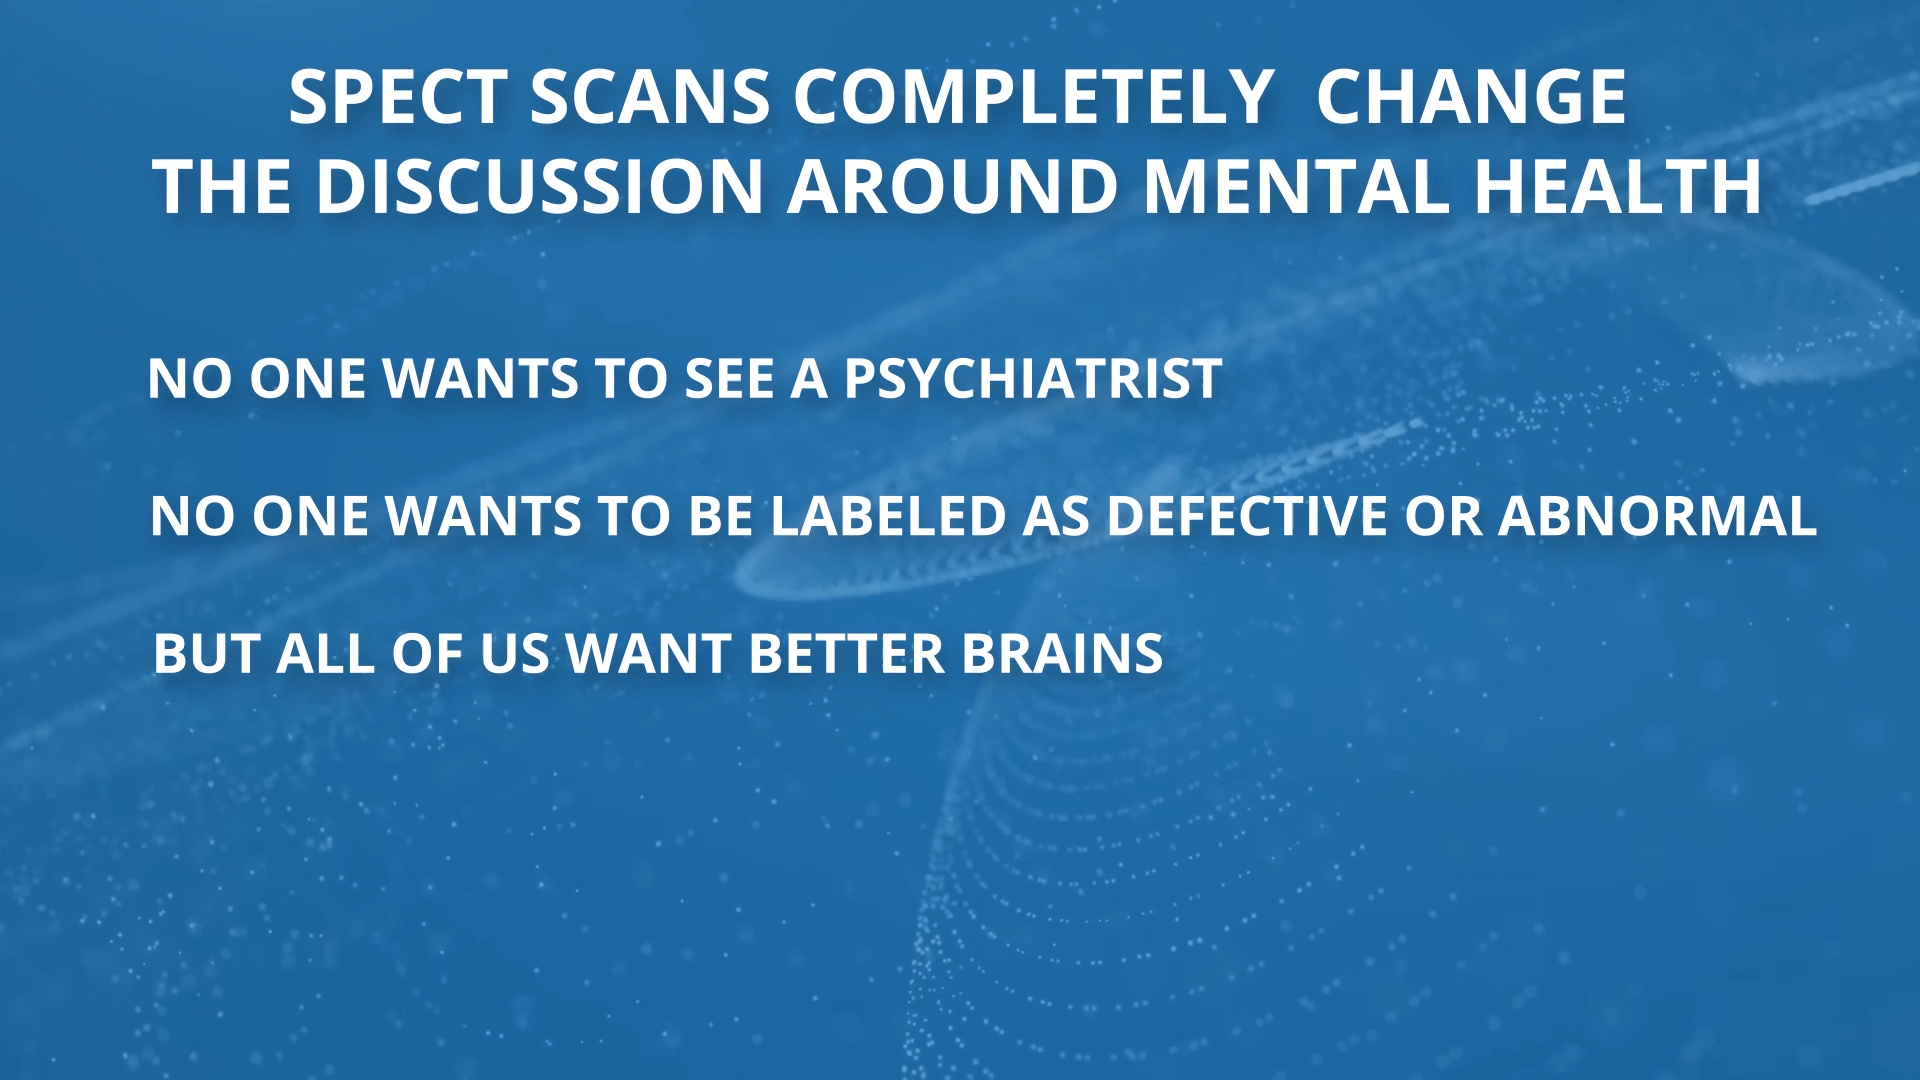 SPECT SCANS COMPLETELY  CHANGE
THE DISCUSSION AROUND MENTAL HEALTH
NO ONE WANTS TO SEE A PSYCHIATRIST
NO ONE WANTS TO BE LABELED AS DEFECTIVE OR ABNORMAL
BUT ALL OF US WANT BETTER BRAINS